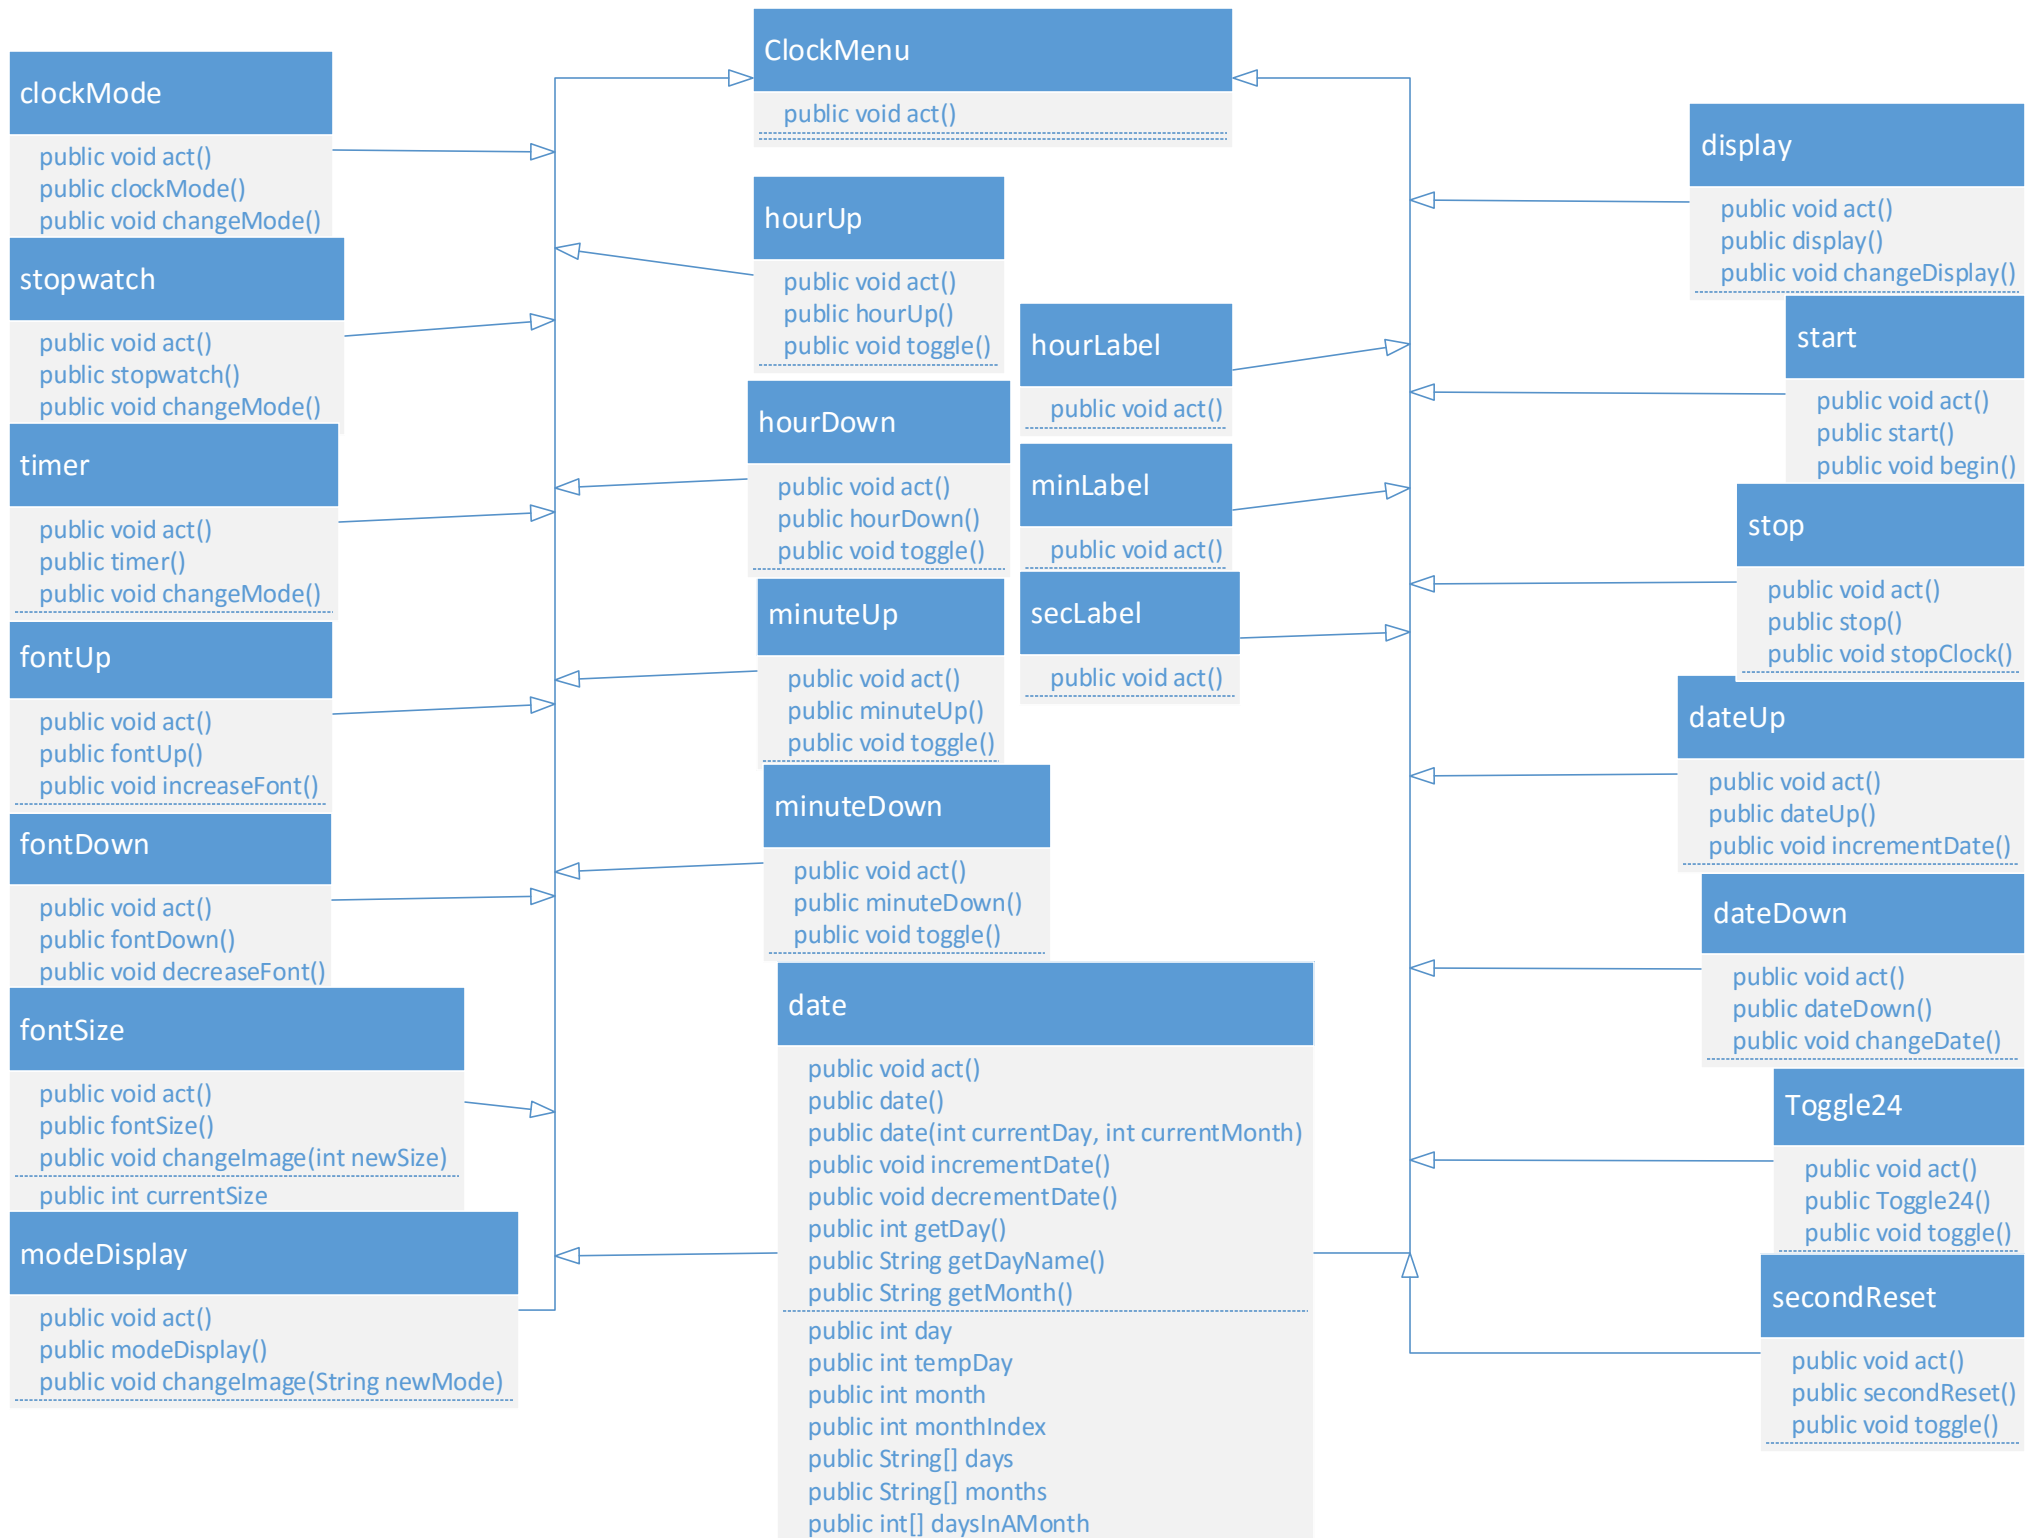 ClockMenu
public void act()
clockMode
public void act()
public clockMode()
public void changeMode()
stopwatch
public void act()
public stopwatch()
public void changeMode()
timer
public void act()
public timer()
public void changeMode()
fontUp
public void act()
public fontUp()
public void increaseFont()
fontDown
public void act()
public fontDown()
public void decreaseFont()
fontSize
public void act()
public fontSize()
public void changeImage(int newSize)
public int currentSize
modeDisplay
public void act()
public modeDisplay()
public void changeImage(String newMode)
hourUp
public void act()
public hourUp()
public void toggle()
hourDown
public void act()
public hourDown()
public void toggle()
minuteUp
public void act()
public minuteUp()
public void toggle()
minuteDown
public void act()
public minuteDown()
public void toggle()
date
public void act()
public date()
public date(int currentDay, int currentMonth)
public void incrementDate()
public void decrementDate()
public int getDay()
public String getDayName()
public String getMonth()
public int day
public int tempDay
public int month
public int monthIndex
public String[] days
public String[] months
public int[] daysInAMonth
hourLabel
public void act()
minLabel
public void act()
secLabel
public void act()
display
public void act()
public display()
public void changeDisplay()
start
public void act()
public start()
public void begin()
stop
public void act()
public stop()
public void stopClock()
dateUp
public void act()
public dateUp()
public void incrementDate()
dateDown
public void act()
public dateDown()
public void changeDate()
Toggle24
public void act()
public Toggle24()
public void toggle()
secondReset
public void act()
public secondReset()
public void toggle()